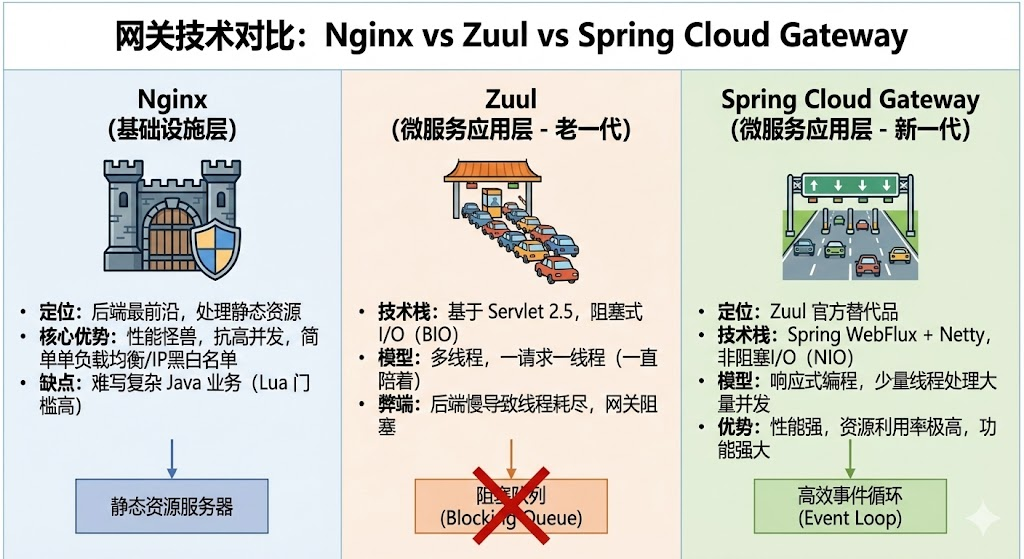 网关技术对比：Nginx vs Zuul vs Spring Cloud Gateway
Nginx
（基础设施层）
• 定位：后端最前沿，处理静态资源
• 核心优势：性能怪兽，抗高并发，简
单单负载均衡/IP黑白名单
• 缺点：难写复杂 Java 业务（Lua 门
槛高）
静态资源服务器
Zuul
（微服务应用层 - 老一代）
• 技术栈：基于 Servlet 2.5，阻塞式
I/O（BIO）
• 模型：多线程，一请求一线程（一直
陪着）
• 弊端：后端慢导致线程耗尽，网关阻
塞
阻塞队列
(Blocking Queue)
Spring Cloud Gateway
（微服务应用层 - 新一代）
• 定位：Zuul 官方替代品
• 技术栈：Spring WebFlux + Netty，
非阻塞I/O（NIO）
• 模型：响应式编程，少量线程处理大
量并发
• 优势：性能强，资源利用率极高，功
能强大
高效事件循环
(Event Loop)